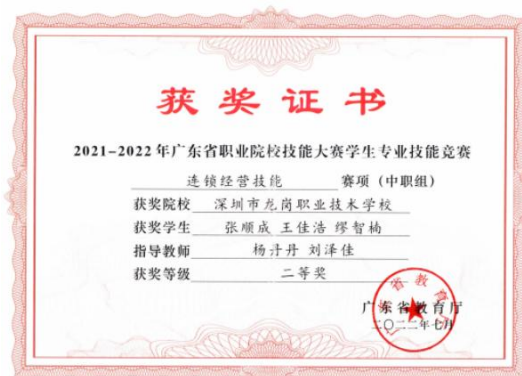 获奖证书
2021-2022年广东省职业院校技能大赛学生专业技能竞赛
连锁经营技能 赛项（中职组）
获奖院校 深圳市龙岗职业技术学校
获奖学生 张顺成 王佳浩 缪智楠
指导教师 杨丹丹 刘泽佳
获奖等级 二等奖
广东省教育厅
二〇二二年七月